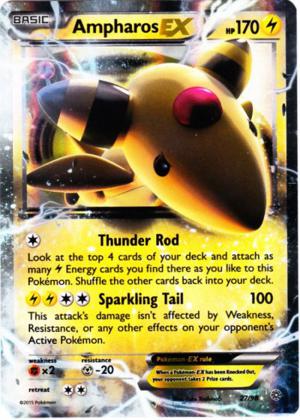 BASIC Ampharos EX HP170
Thunder Rod
Look at the top 4 cards of your deck and attach as
many Energy cards you find there as you like to this
Pokémon. Shuffle the other cards back into your deck.
Sparkling Tail 100
This attack's damage isn't affected by Weakness,
Resistance, or any other effects on your opponent's
Active Pokémon.
weakness resistance
×2 -20
retreat
Pokémon-EX rule
When a Pokémon-EX has been Knocked Out,
your opponent takes 2 Prize cards.
©2015 Pokémon 27/98